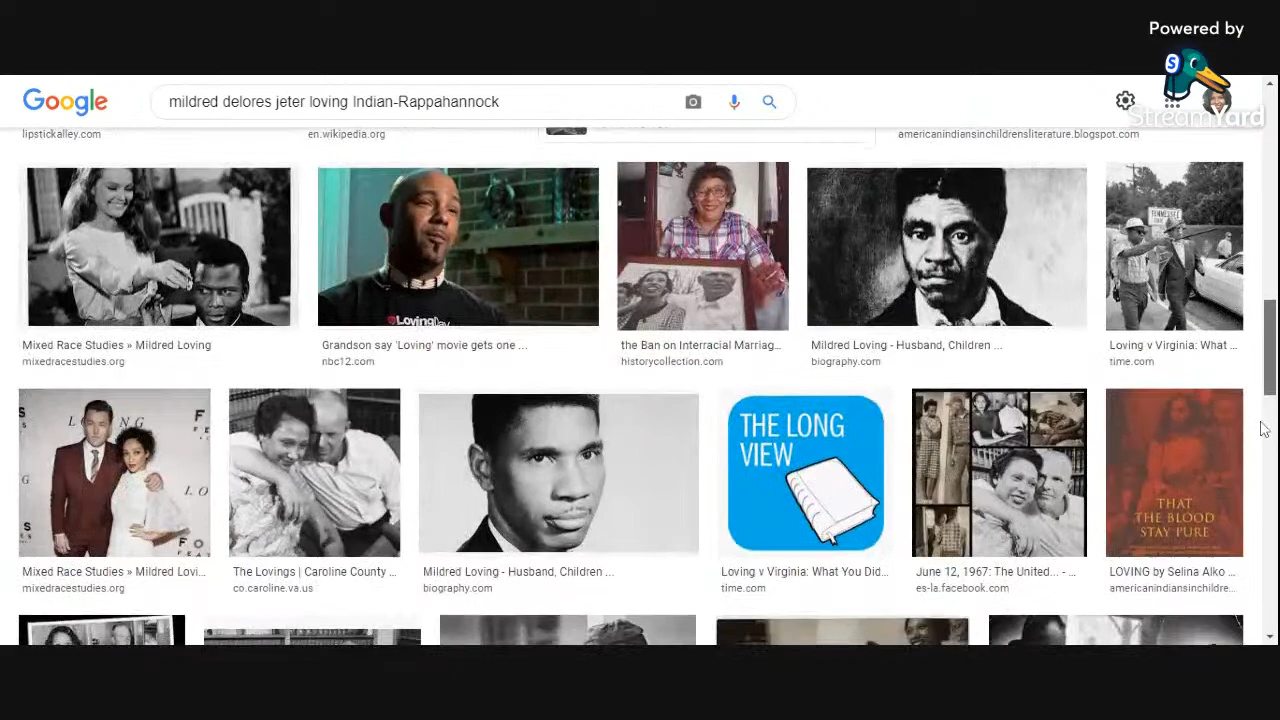 Powered by
Google
mildred delores jeter loving Indian-Rappahannock
S
StreamYard
lipstickalley.com
en.wikipedia.org
americanindiansinchildrensliterature.blogspot.com
TENNESSEE
LovingDay
Mixed Race Studies » Mildred Loving
mixedracestudies.org
Grandson say 'Loving' movie gets one ...
nbc12.com
the Ban on Interracial Marriag...
historycollection.com
Mildred Loving - Husband, Children ...
biography.com
Loving v Virginia: What ...
time.com
LOVING
THE LONG
VIEW
THAT
THE BLOOD
STAY PURE
Mixed Race Studies » Mildred Lovi...
mixedracestudies.org
The Lovings | Caroline County ...
co.caroline.va.us
Mildred Loving - Husband, Children ...
biography.com
Loving v Virginia: What You Did...
time.com
June 12, 1967: The United... - ...
es-la.facebook.com
LOVING by Selina Alko ...
americanindiansinchildre...